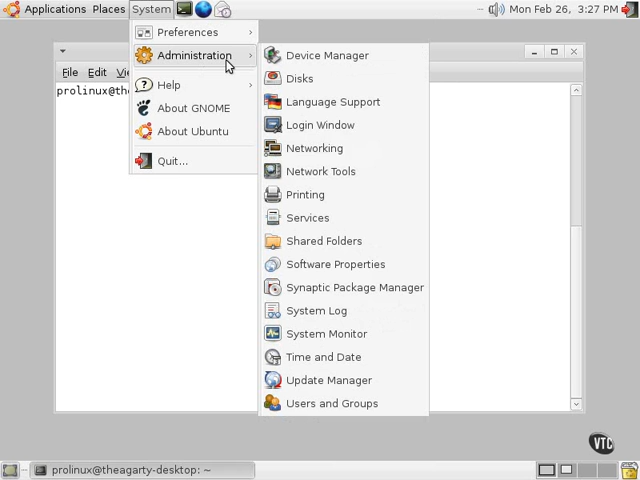 Applications Places System Mon Feb 26, 3:27 PM
Preferences
Administration
Help
About GNOME
About Ubuntu
Quit...
Device Manager
Disks
Language Support
Login Window
Networking
Network Tools
Printing
Services
Shared Folders
Software Properties
Synaptic Package Manager
System Log
System Monitor
Time and Date
Update Manager
Users and Groups
File Edit
prolinux@the
VTC
prolinux@theagarty-desktop: ~